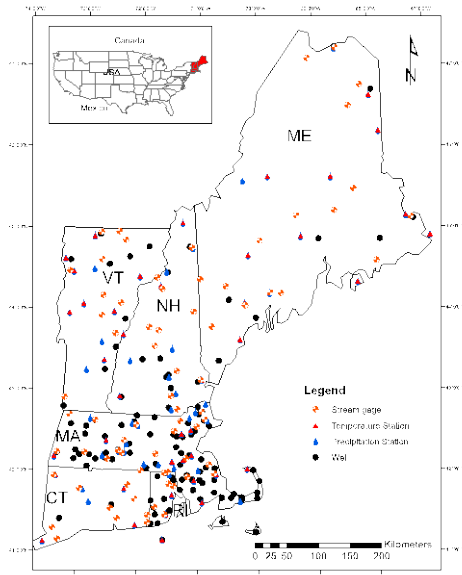 Canada
USA
Mexico
N
ME
VT
NH
MA
CT
RI
Legend
Stream gage
Temperature Station
Precipitation Station
Well
Kilometers
0 25 50 100 150 200